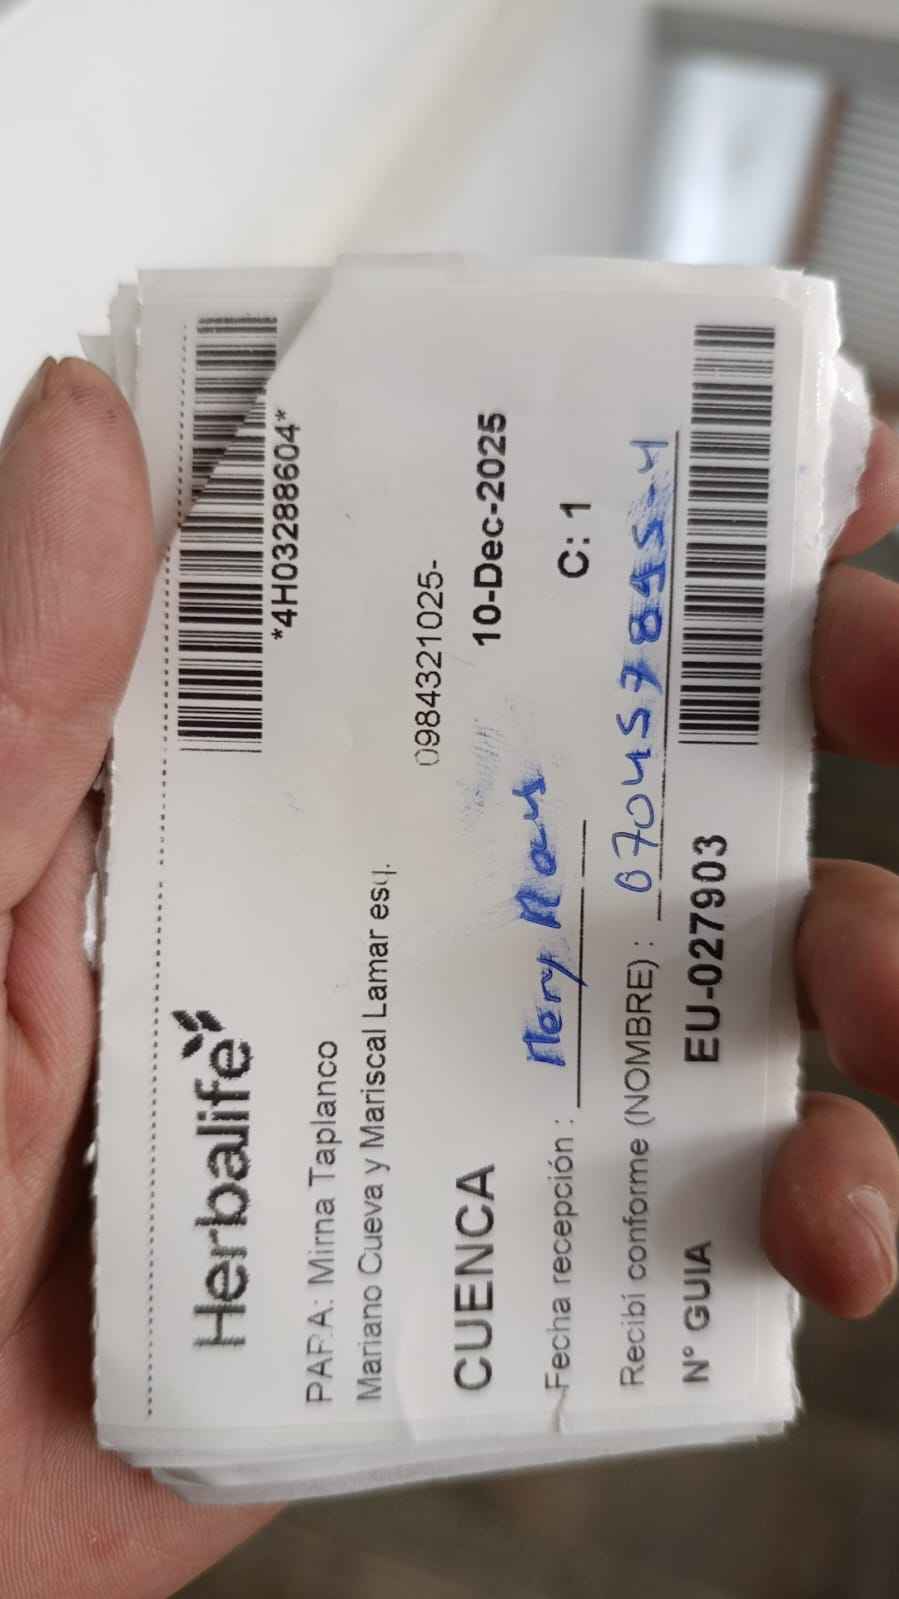 Herbalife
*4H03288604*
PARA: Mirna Taplanco
Mariano Cueva y Mariscal Lamar esq.
0984321025-
CUENCA
10-Dec-2025
Fecha recepción :
C: 1
Recibí conforme (NOMBRE) :
N° GUIA EU-027903